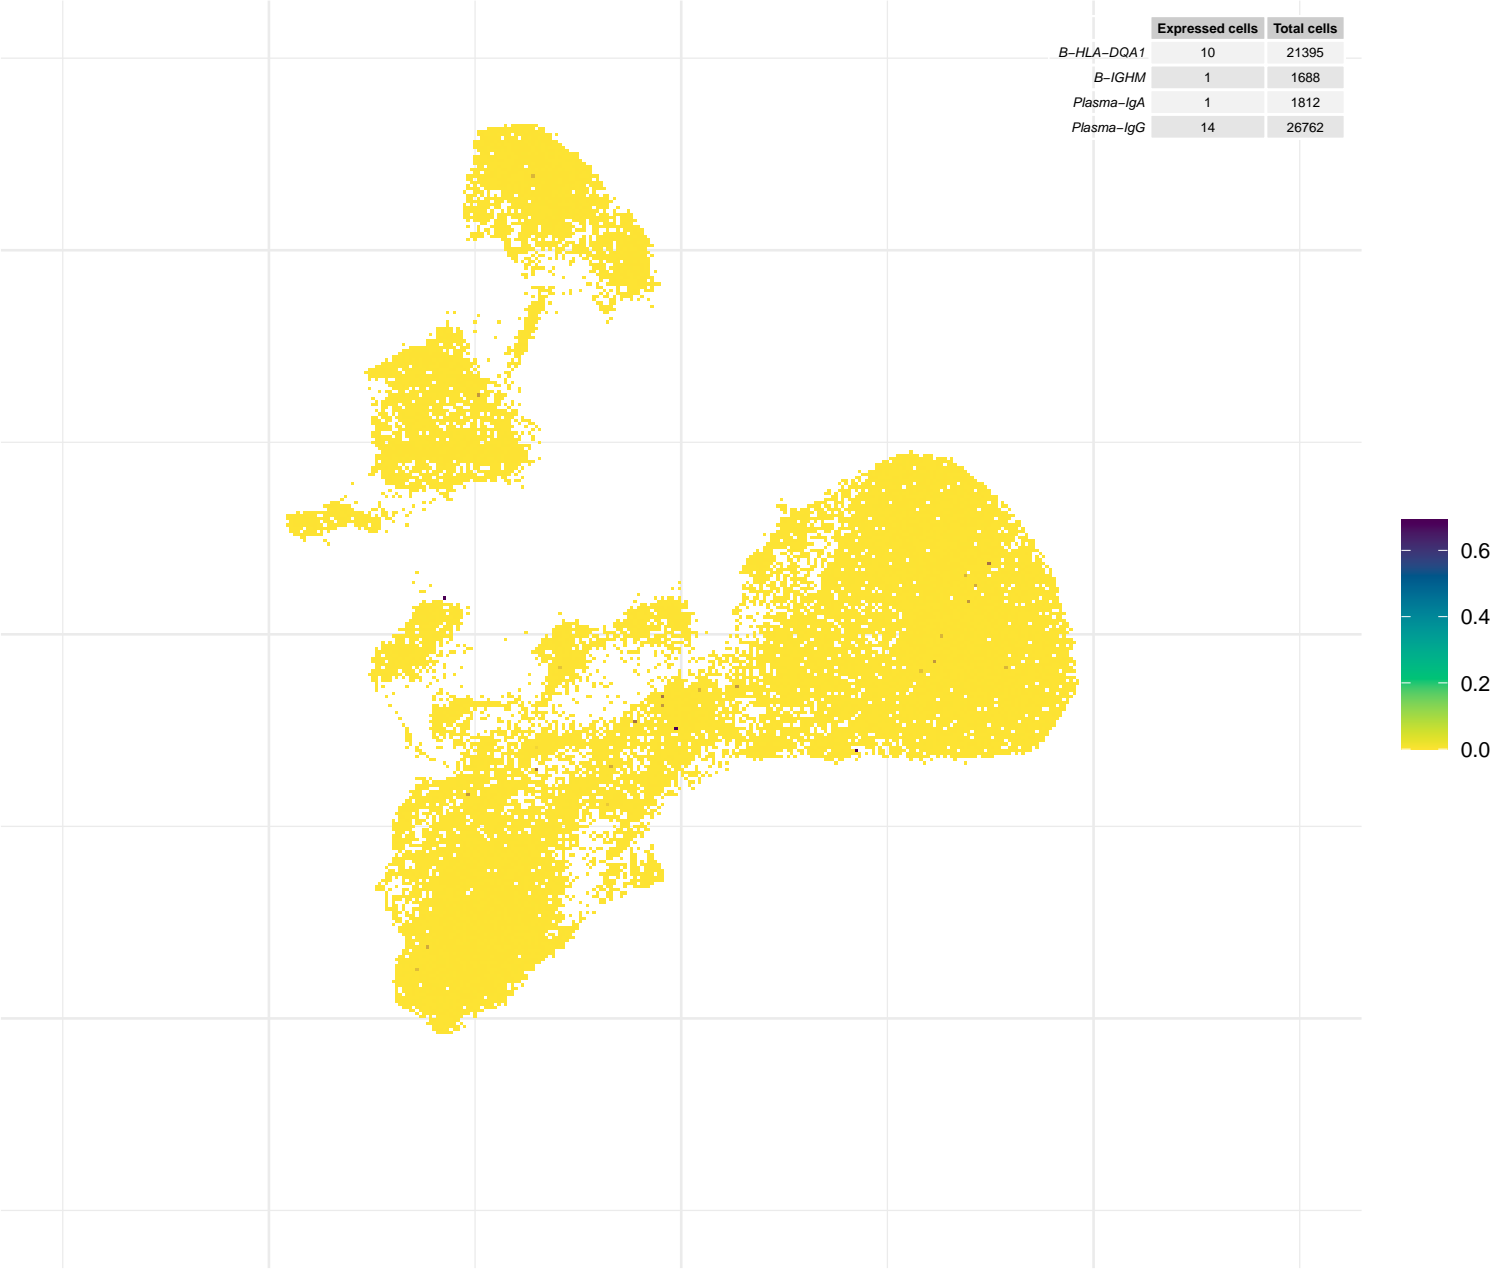 Expressed cells Total cells
B−HLA−DQA1 10 21395
B−IGHM 1 1688
Plasma−IgA 1 1812
Plasma−IgG 14 26762
0.6
0.4
0.2
0.0